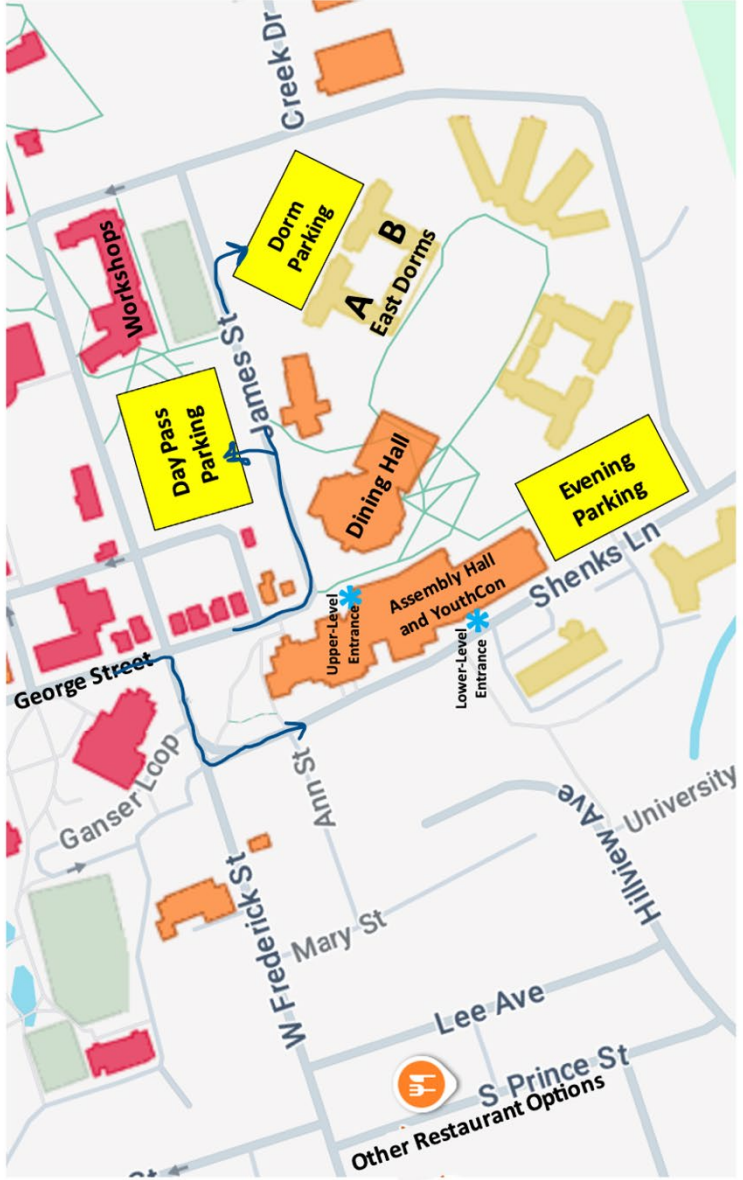 Creek Dr
Dorm
Parking
Workshops
A
B
East Dorms
James St
Day Pass
Parking
Dining Hall
Evening
Parking
Assembly Hall
and YouthCon
Upper-Level
Entrance
Lower-Level
Entrance
Shenks Ln
George Street
Ganser Loop
Ann St
W Frederick St
Mary St
Hillview Ave
University
Lee Ave
S Prince St
Other Restaurant Options